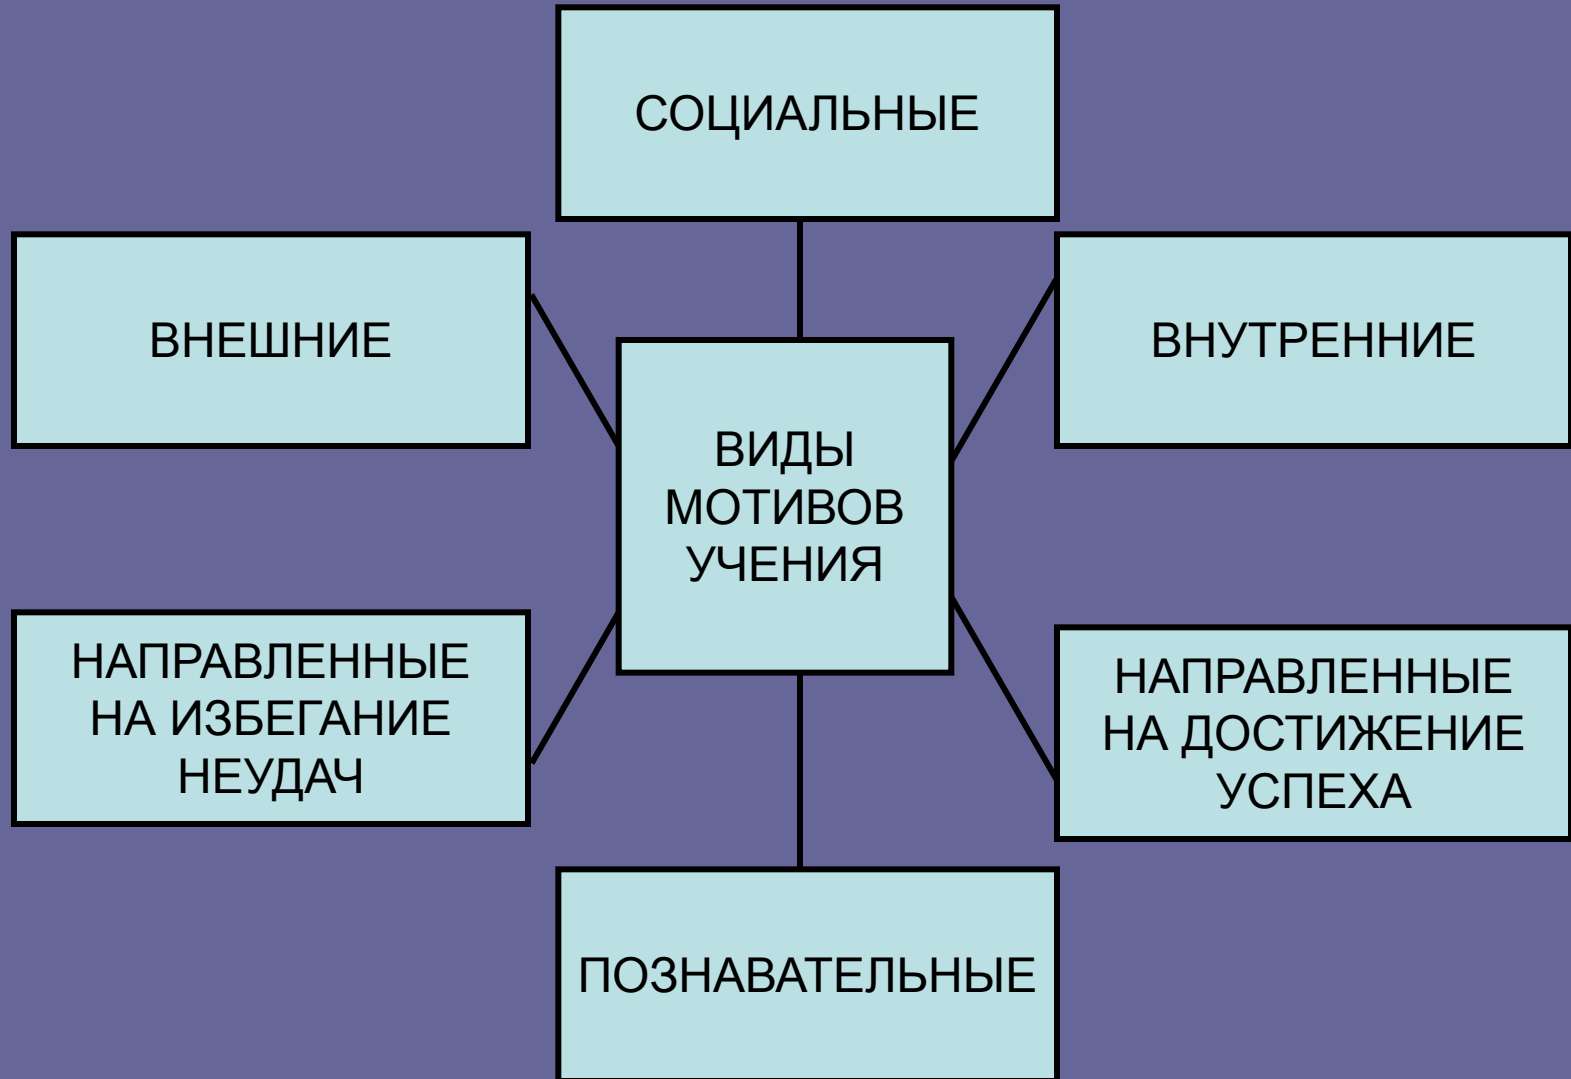 СОЦИАЛЬНЫЕ
ВНЕШНИЕ
ВНУТРЕННИЕ
ВИДЫ
МОТИВОВ
УЧЕНИЯ
НАПРАВЛЕННЫЕ
НА ИЗБЕГАНИЕ
НЕУДАЧ
НАПРАВЛЕННЫЕ
НА ДОСТИЖЕНИЕ
УСПЕХА
ПОЗНАВАТЕЛЬНЫЕ